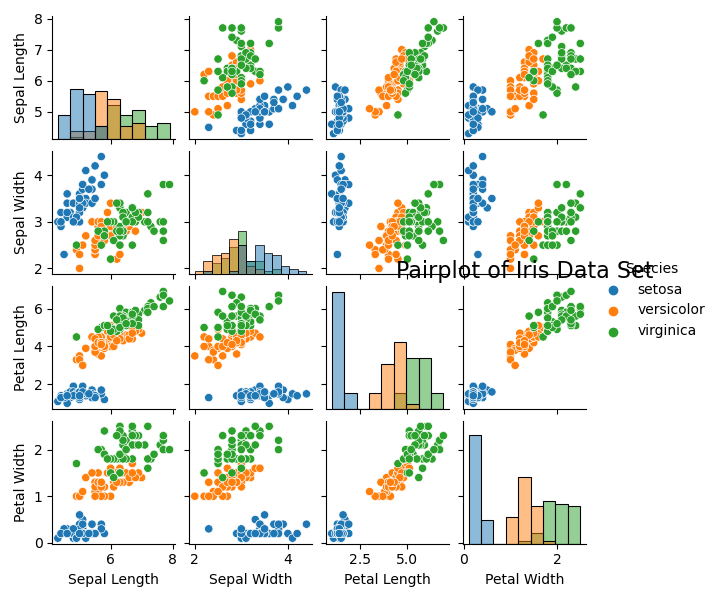 Sepal Length
8
7
6
5
Sepal Width
4
3
2
Pairplot of Iris Data Set
Species
setosa
versicolor
virginica
Petal Length
6
4
2
Petal Width
2
1
0
6 8
2 4
2.5 5.0
0 2
Sepal Length Sepal Width Petal Length Petal Width